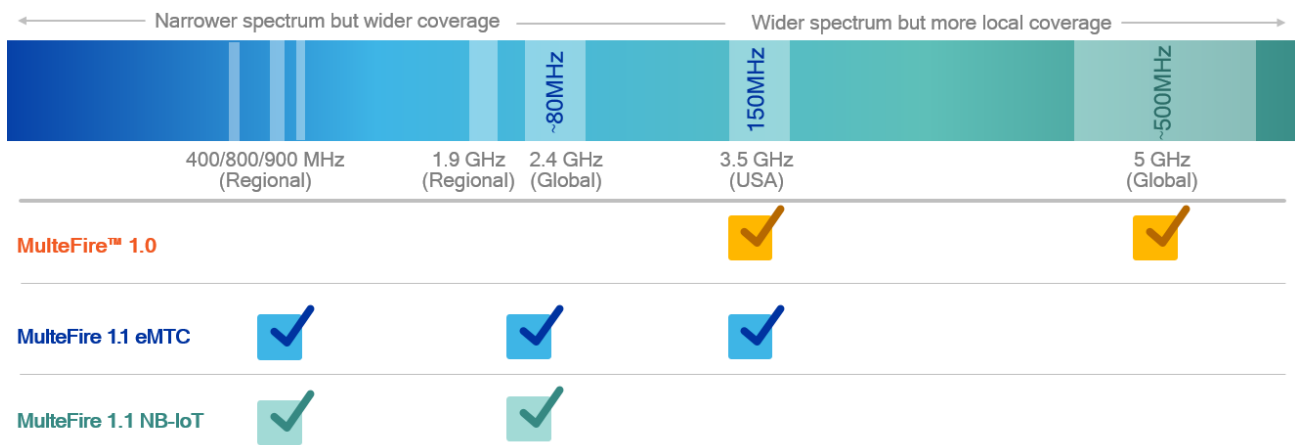 Narrower spectrum but wider coverage
Wider spectrum but more local coverage
~80MHz
150MHz
~500MHz
400/800/900 MHz
(Regional)
1.9 GHz
(Regional)
2.4 GHz
(Global)
3.5 GHz
(USA)
5 GHz
(Global)
MulteFire™ 1.0
MulteFire 1.1 eMTC
MulteFire 1.1 NB-IoT